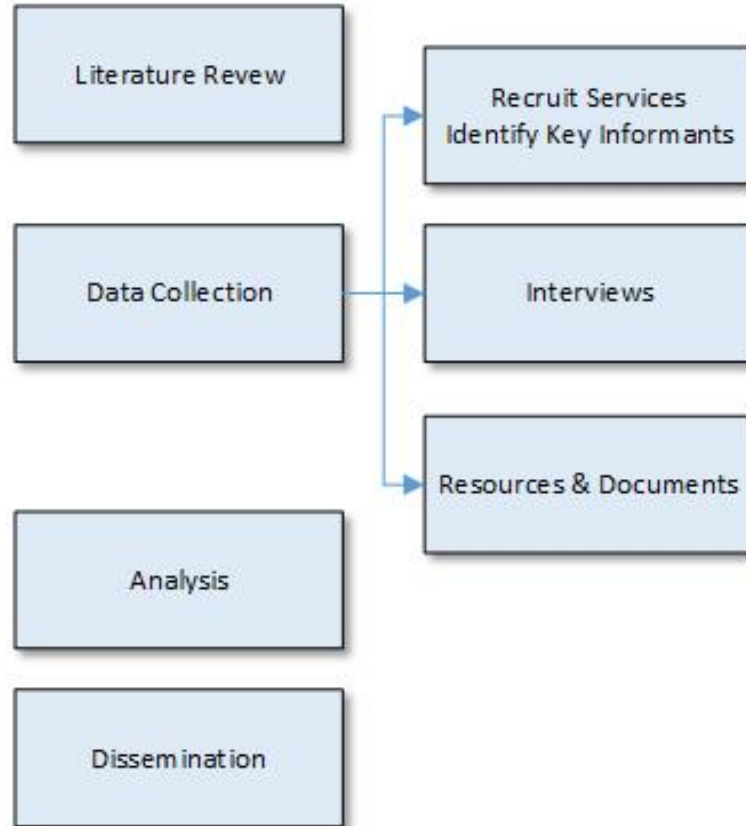 Literature Revew
Recruit Services
Identify Key Informants
Data Collection
Interviews
Resources & Documents
Analysis
Dissemination